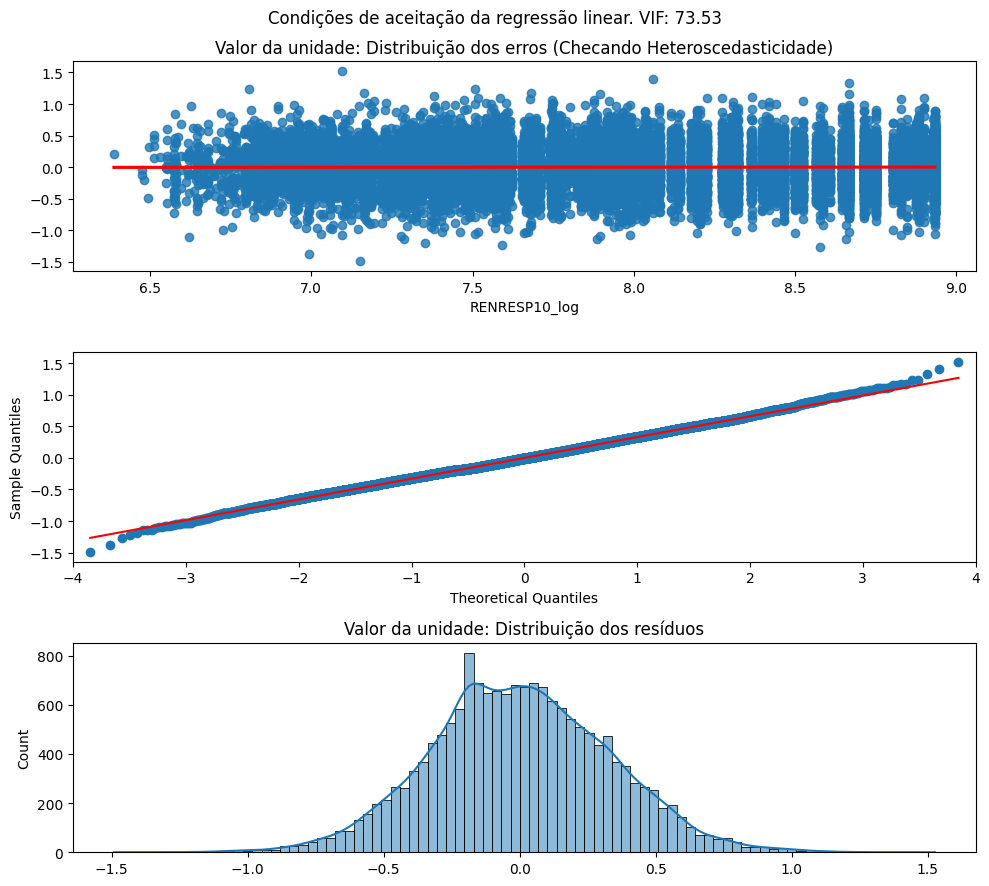 Condições de aceitação da regressão linear. VIF: 73.53
Valor da unidade: Distribuição dos erros (Checando Heteroscedasticidade)
1.5
1.0
0.5
0.0
−0.5
−1.0
−1.5
6.5 7.0 7.5 8.0 8.5 9.0
RENRESP10_log
Sample Quantiles
1.5
1.0
0.5
0.0
−0.5
−1.0
−1.5
−4 −3 −2 −1 0 1 2 3 4
Theoretical Quantiles
Valor da unidade: Distribuição dos resíduos
Count
800
600
400
200
0
−1.5 −1.0 −0.5 0.0 0.5 1.0 1.5